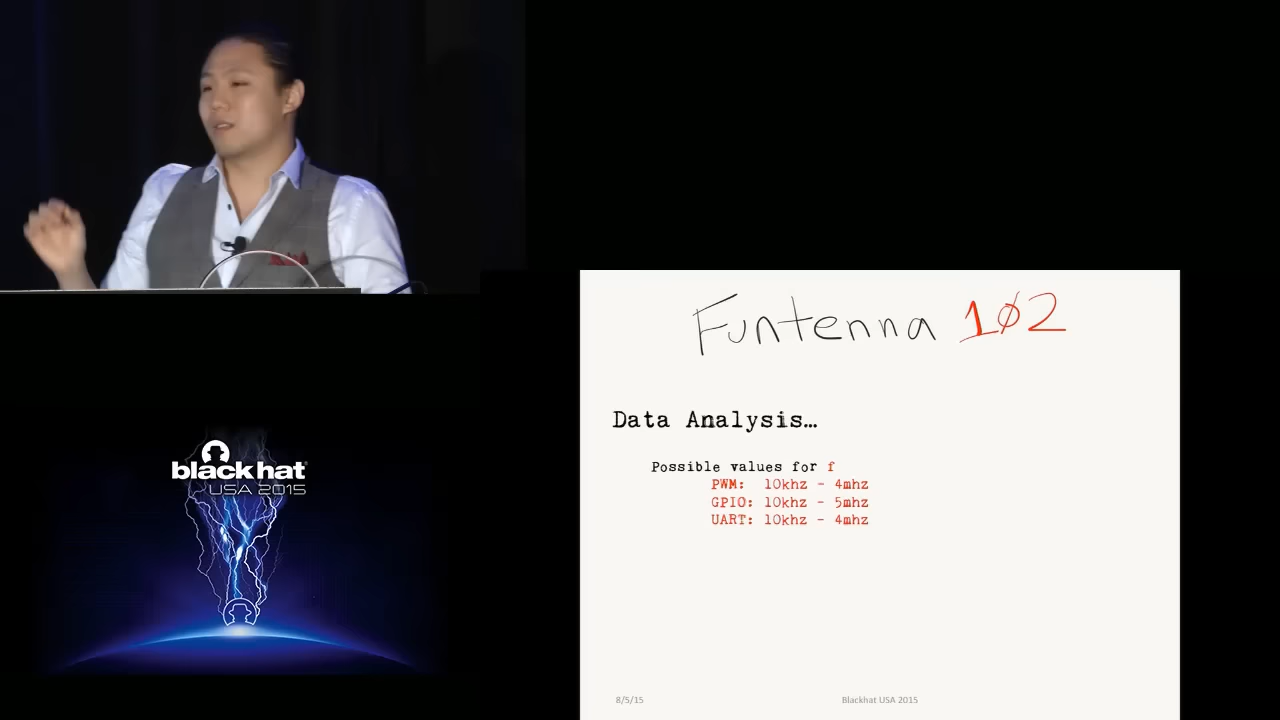 black hat
USA 2015
Funtenna 1Ø2
Data Analysis…
Possible values for f
PWM: 10khz - 4mhz
GPIO: 10khz - 5mhz
UART: 10khz - 4mhz
8/5/15
Blackhat USA 2015